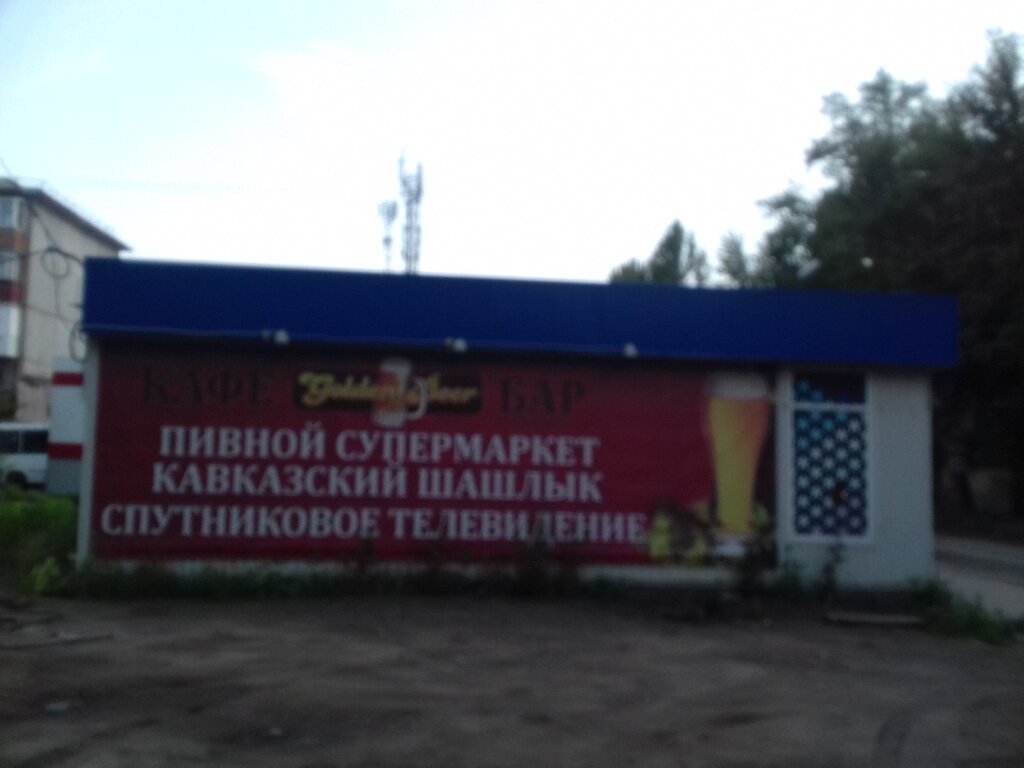 КАФЕ Golden beer БАР
ПИВНОЙ СУПЕРМАРКЕТ
КАВКАЗСКИЙ ШАШЛЫК
СПУТНИКОВОЕ ТЕЛЕВИДЕНИЕ